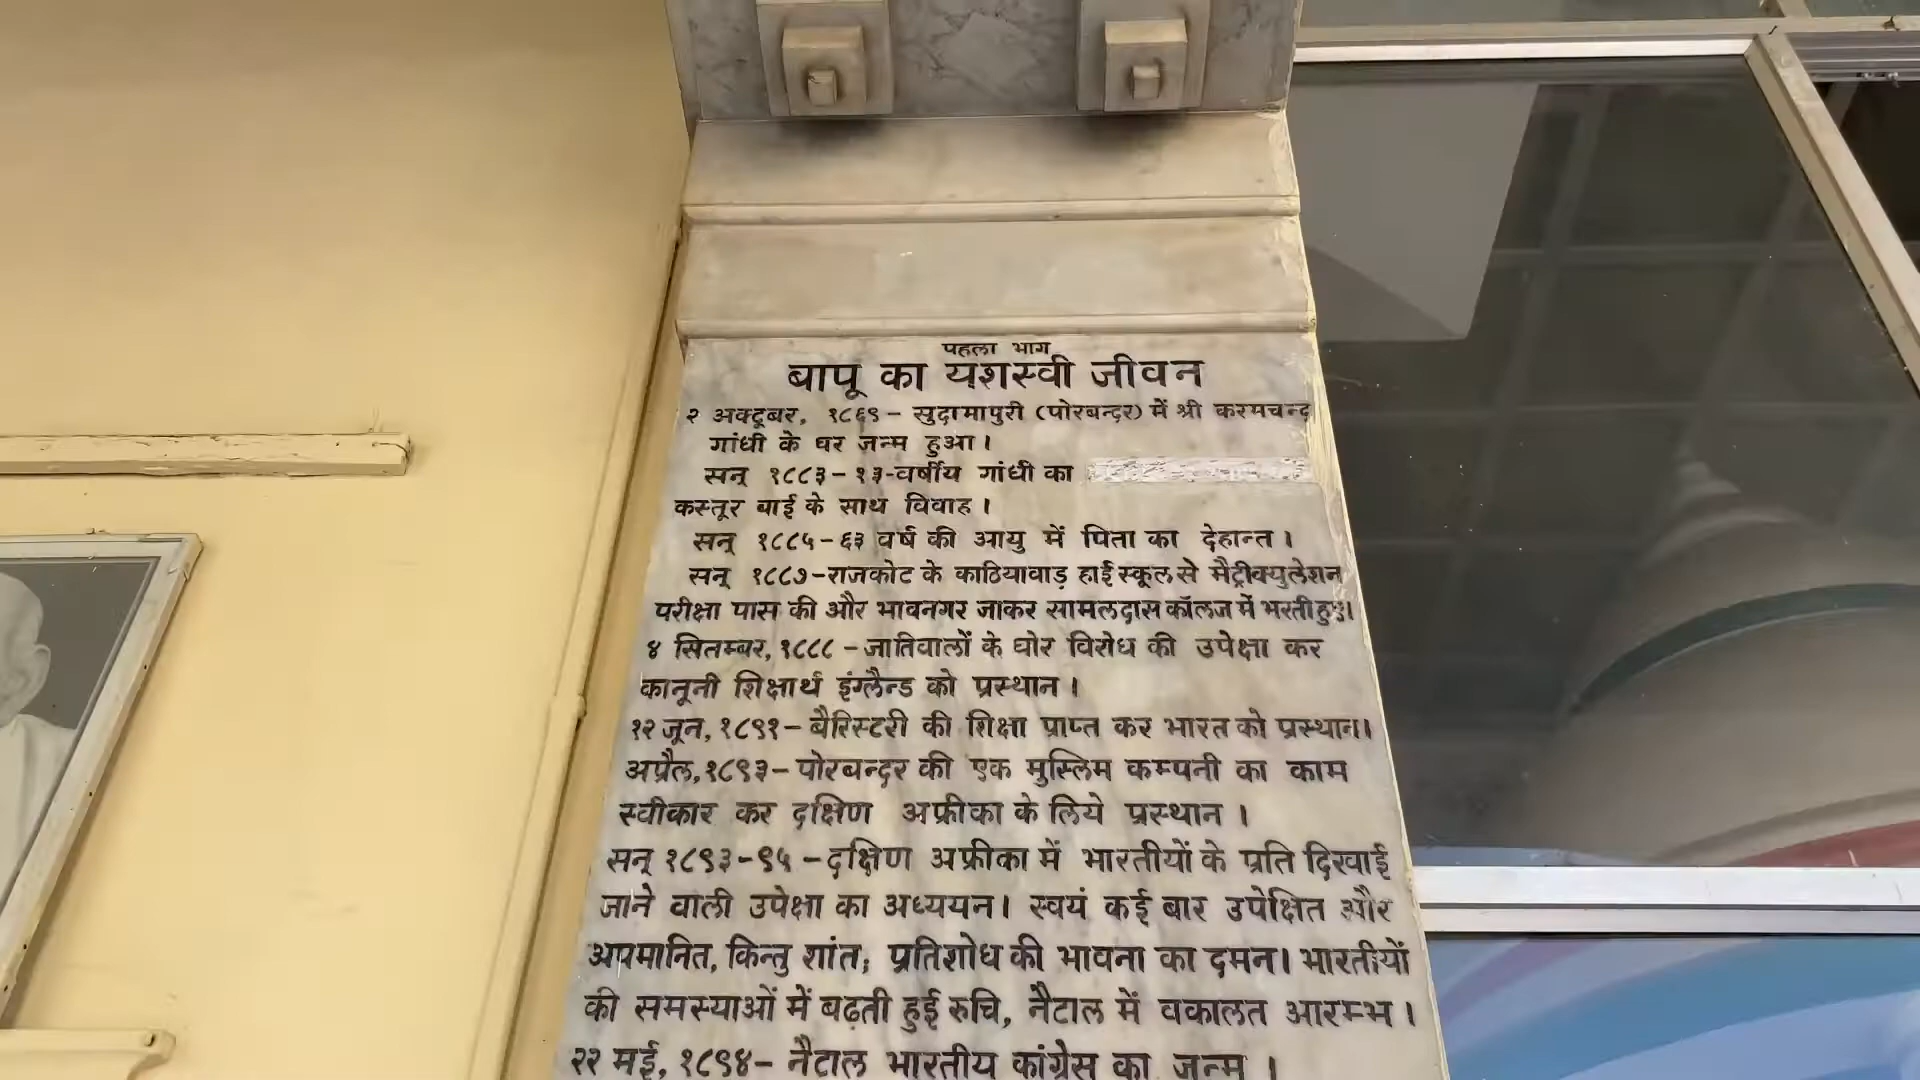 पहला भाग
बापू का यशस्वी जीवन
२ अक्टूबर, १८६९ - सुदामापुरी (पोरबन्दर) में श्री करमचन्द
गांधी के घर जन्म हुआ।
सन् १८८३ - १३-वर्षीय गांधी का
कस्तूर बाई के साथ विवाह।
सन् १८८५ - ६३ वर्ष की आयु में पिता का देहान्त।
सन् १८८७ - राजकोट के काठियावाड़ हाई स्कूल से मैट्रीक्युलेशन
परीक्षा पास की और भावनगर जाकर सामलदास कॉलज में भरती हुए।
४ सितम्बर, १८८८ - जातिवालों के घोर विरोध की उपेक्षा कर
कानूनी शिक्षार्थ इंग्लैन्ड को प्रस्थान।
१२ जून, १८९१ - बैरिस्टरी की शिक्षा प्राप्त कर भारत को प्रस्थान।
अप्रैल, १८९३ - पोरबन्दर की एक मुस्लिम कम्पनी का काम
स्वीकार कर दक्षिण अफ्रीका के लिये प्रस्थान।
सन् १८९३-९५ - दक्षिण अफ्रीका में भारतीयों के प्रति दिखाई
जाने वाली उपेक्षा का अध्ययन। स्वयं कई बार उपेक्षित और
अपमानित, किन्तु शांत; प्रतिशोध की भावना का दमन। भारतीयों
की समस्याओं में बढ़ती हुई रुचि, नैटाल में वकालत आरम्भ।
२२ मई, १८९४ - नैटाल भारतीय कांग्रेस का जन्म।